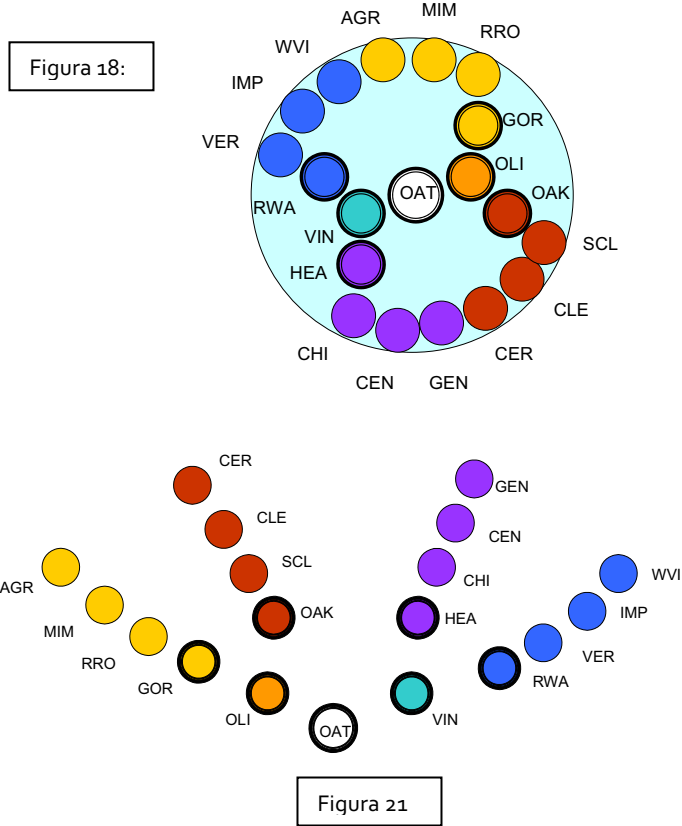 MIM
AGR
RRO
WVI
Figura 18:
IMP
GOR
VER
OLI
OAT
OAK
RWA
VIN
SCL
HEA
CLE
CHI
CER
CEN
GEN
CER
GEN
CLE
CEN
SCL
WVI
CHI
AGR
OAK
IMP
HEA
MIM
VER
RRO
RWA
GOR
OLI
VIN
OAT
Figura 21